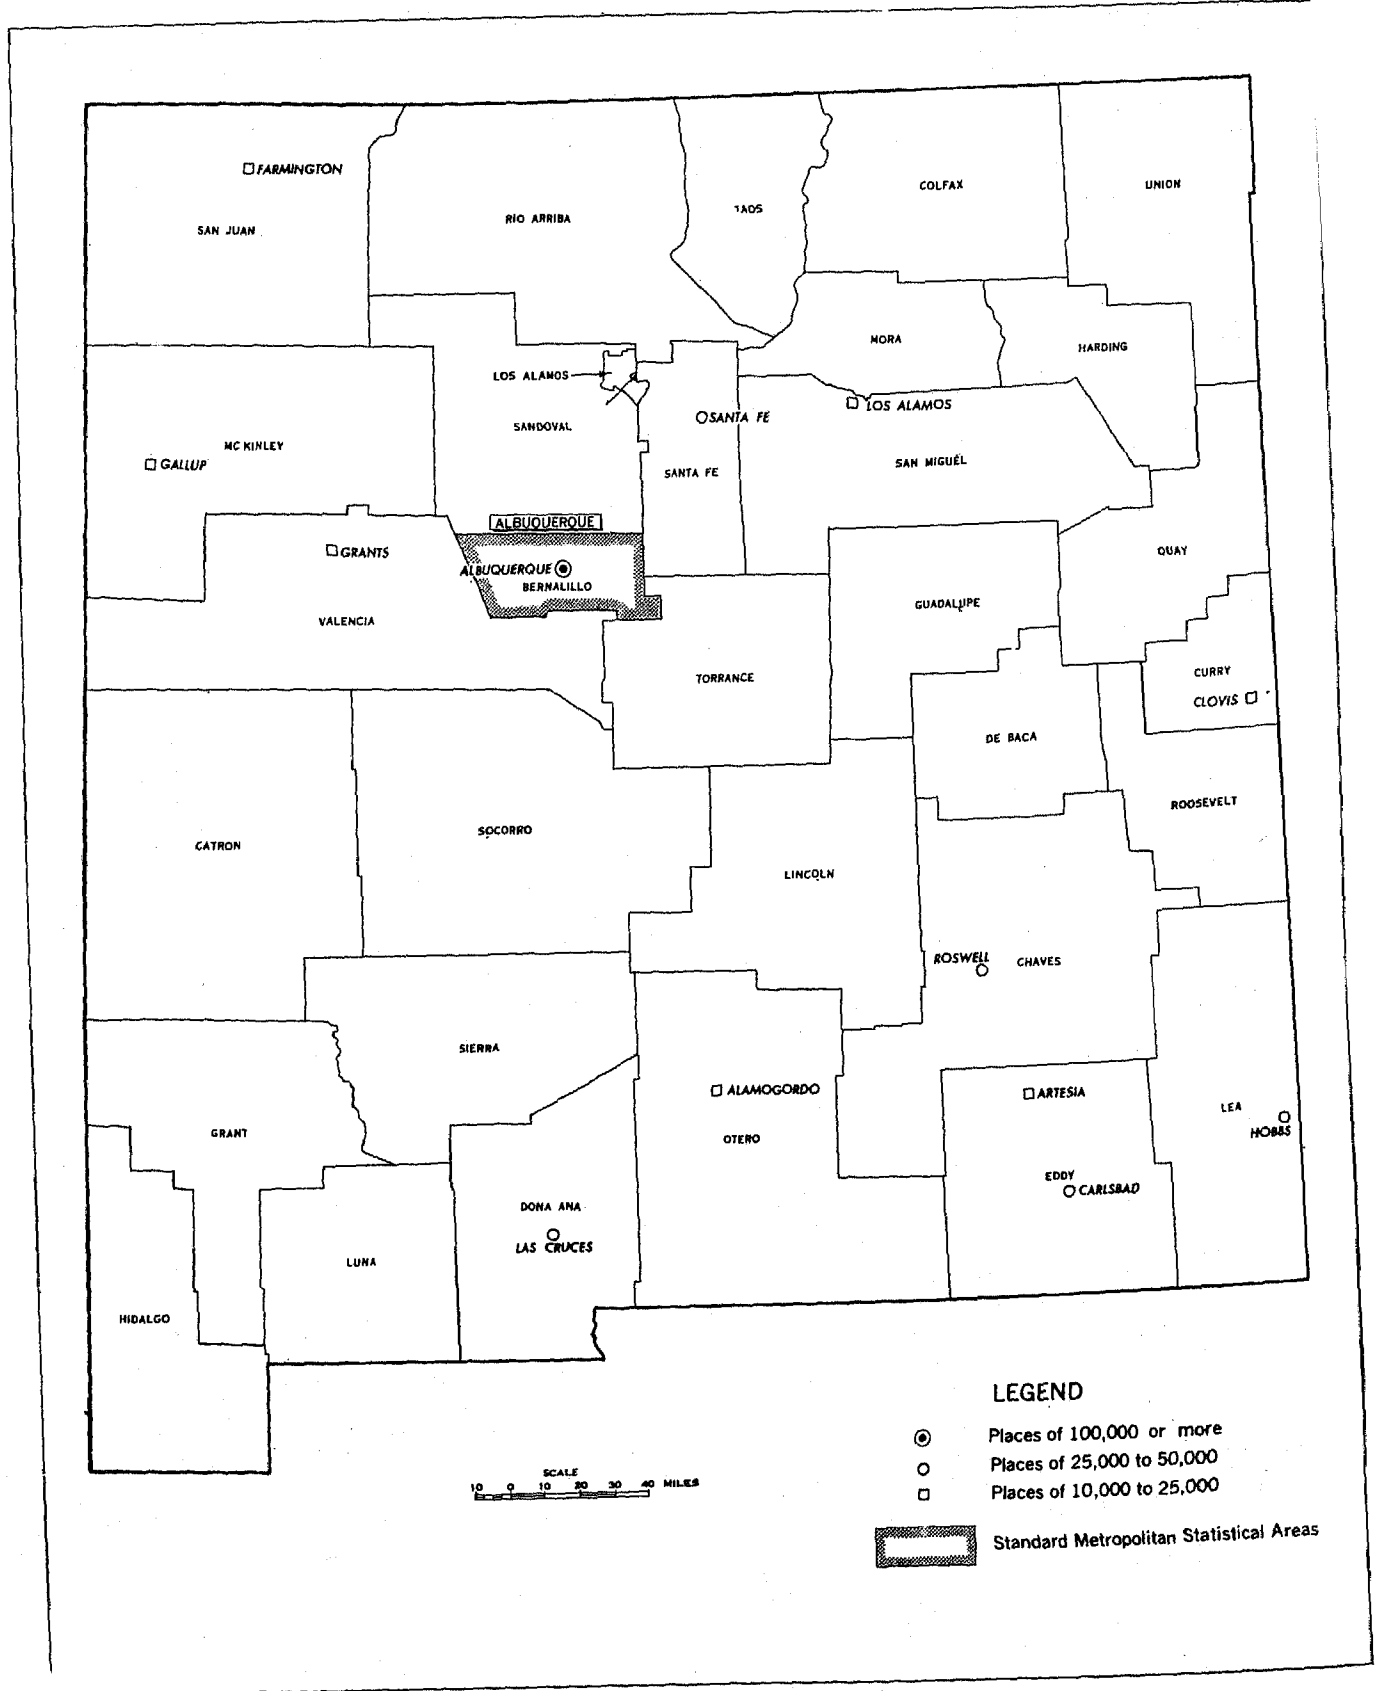 FARMINGTON
SAN JUAN
RIO ARRIBA
TAOS
COLFAX
UNION
MORA
HARDING
LOS ALAMOS
SANDOVAL
SANTA FE
LOS ALAMOS
MC KINLEY
GALLUP
SANTA FE
SAN MIGUEL
ALBUQUERQUE
GRANTS
ALBUQUERQUE
BERNALILLO
VALENCIA
QUAY
GUADALUPE
TORRANCE
CURRY
CLOVIS
DE BACA
ROOSEVELT
CATRON
SOCORRO
LINCOLN
ROSWELL
CHAVES
SIERRA
ALAMOGORDO
ARTESIA
LEA
HOBBS
GRANT
OTERO
EDDY
CARLSBAD
DONA ANA
LAS CRUCES
LUNA
HIDALGO
LEGEND
Places of 100,000 or more
Places of 25,000 to 50,000
Places of 10,000 to 25,000
Standard Metropolitan Statistical Areas
SCALE
10 0 10 20 30 40 MILES